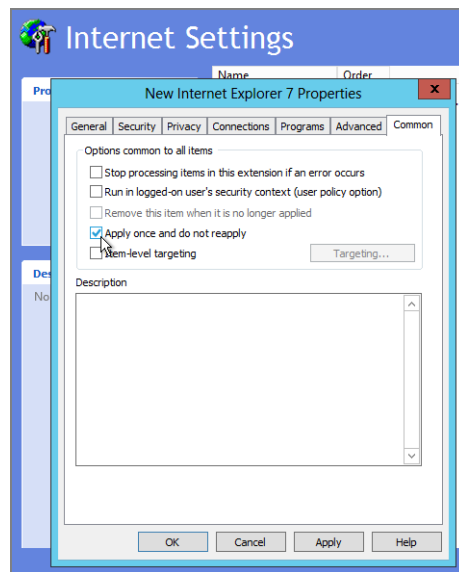 Internet Settings
Name Order
Pro
New Internet Explorer 7 Properties
x
General Security Privacy Connections Programs Advanced Common
Options common to all items
Stop processing items in this extension if an error occurs
Run in logged-on user's security context (user policy option)
Remove this item when it is no longer applied
Apply once and do not reapply
Item-level targeting Targeting...
Des
No
Description
OK Cancel Apply Help